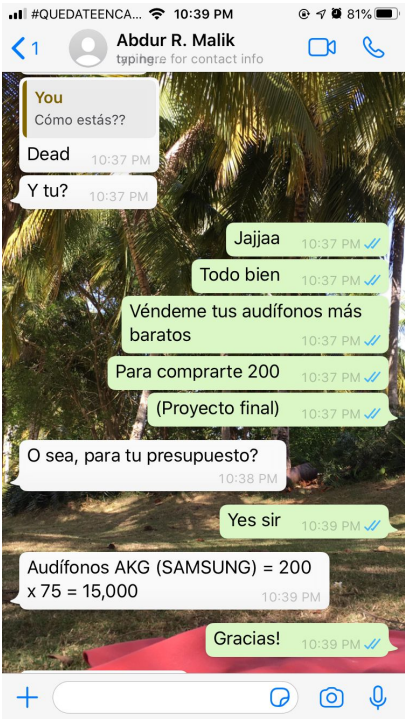 #QUEDATEENCA... 10:39 PM 81%
1 Abdur R. Malik
typing...
You
Cómo estás??
Dead 10:37 PM
Y tu? 10:37 PM
Jajjaa 10:37 PM
Todo bien 10:37 PM
Véndeme tus audífonos más
baratos 10:37 PM
Para comprarte 200 10:37 PM
(Proyecto final) 10:37 PM
O sea, para tu presupuesto?
10:38 PM
Yes sir 10:39 PM
Audífonos AKG (SAMSUNG) = 200
x 75 = 15,000 10:39 PM
Gracias! 10:39 PM